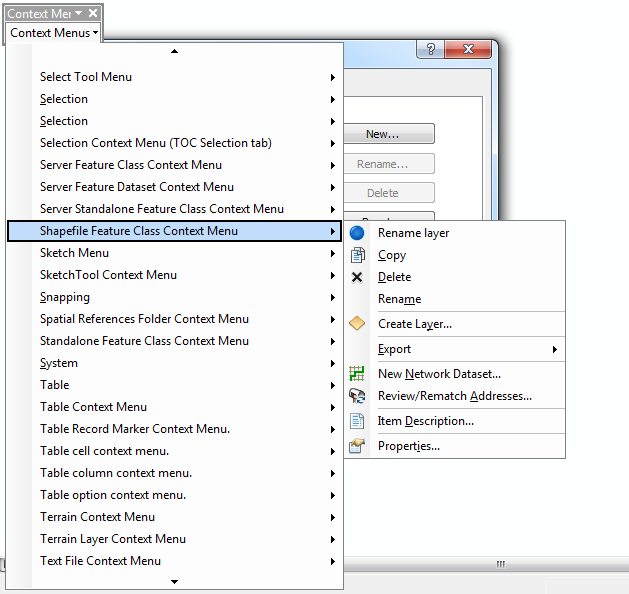 Context Men
Context Menus
Select Tool Menu
Selection
Selection
Selection Context Menu (TOC Selection tab)
Server Feature Class Context Menu
Server Feature Dataset Context Menu
Server Standalone Feature Class Context Menu
Shapefile Feature Class Context Menu
Sketch Menu
SketchTool Context Menu
Snapping
Spatial References Folder Context Menu
Standalone Feature Class Context Menu
System
Table
Table Context Menu
Table Record Marker Context Menu.
Table cell context menu.
Table column context menu.
Table option context menu.
Terrain Context Menu
Terrain Layer Context Menu
Text File Context Menu
New...
Rename...
Delete
Rename layer
Copy
Delete
Rename
Create Layer...
Export
New Network Dataset...
Review/Rematch Addresses...
Item Description...
Properties...